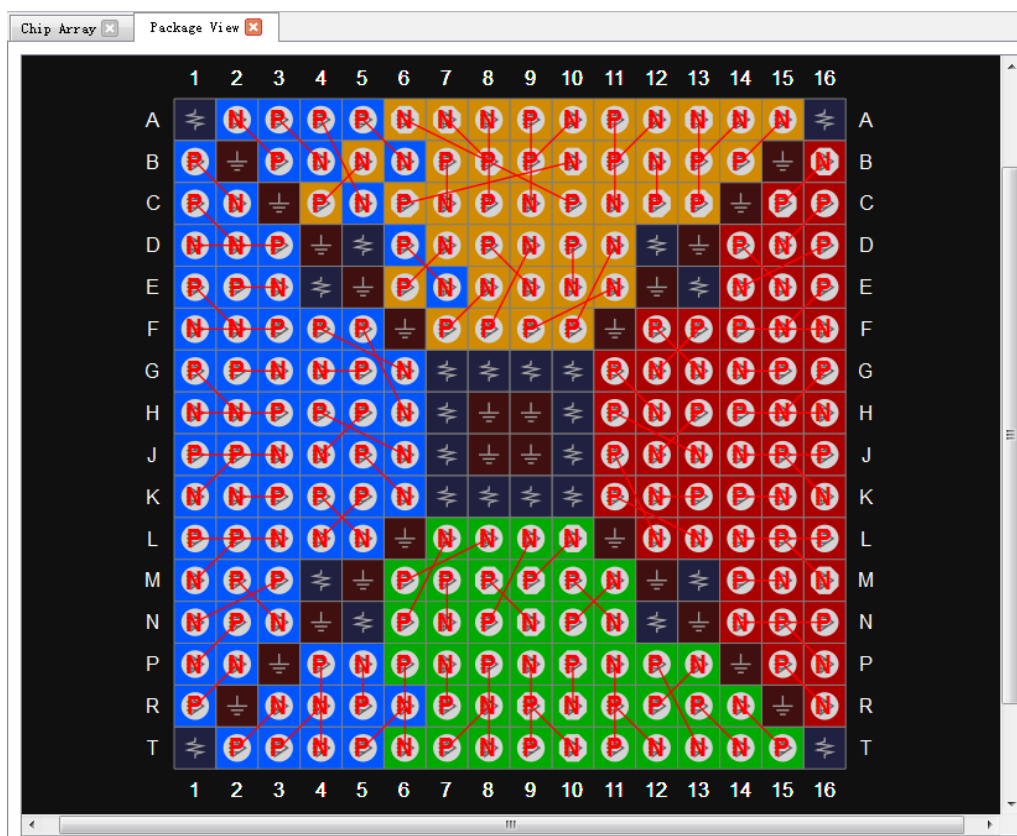 Chip Array
Package View
1 2 3 4 5 6 7 8 9 10 11 12 13 14 15 16
A N P P P N N N P N P N N N N A
B P P N N N P P P N P N P P N B
C P N P N P N P N P N P P P P C
D N N P P N P N P N P N P D
E P P N P N N N N N N N P E
F N N P P P P P P P P P P N N F
G P P N N P N P N N N P P G
H N N P P P N P N P P N N H
J P P N N P N P N N N P P J
K N N P P P N P N P P N N K
L P P N N N N N N N N N N P P L
M N P P P P P P N P N N M
N N P N P N P N P N N P P N
P N N P P P N P N P N P N P N P
R P N N N N P N P N P P P N N R
T P P N P N P N P N P N N N P T
1 2 3 4 5 6 7 8 9 10 11 12 13 14 15 16